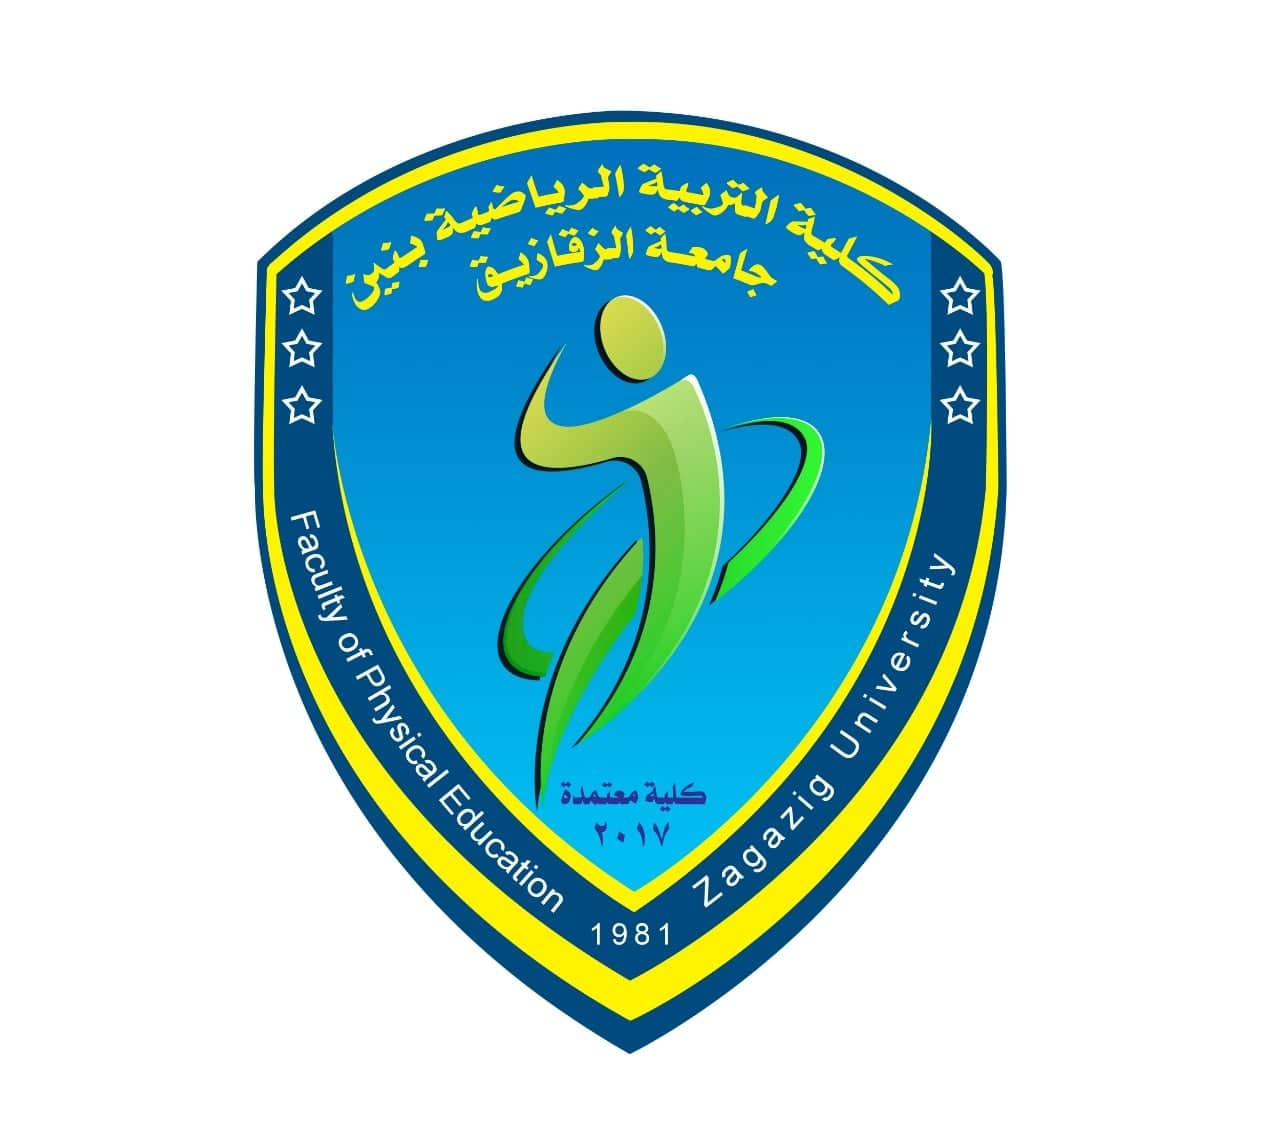 كلية التربية الرياضية بنين
جامعة الزقازيق
كلية معتمدة
٢٠١٧
Faculty of Physical Education
1981
Zagazig University